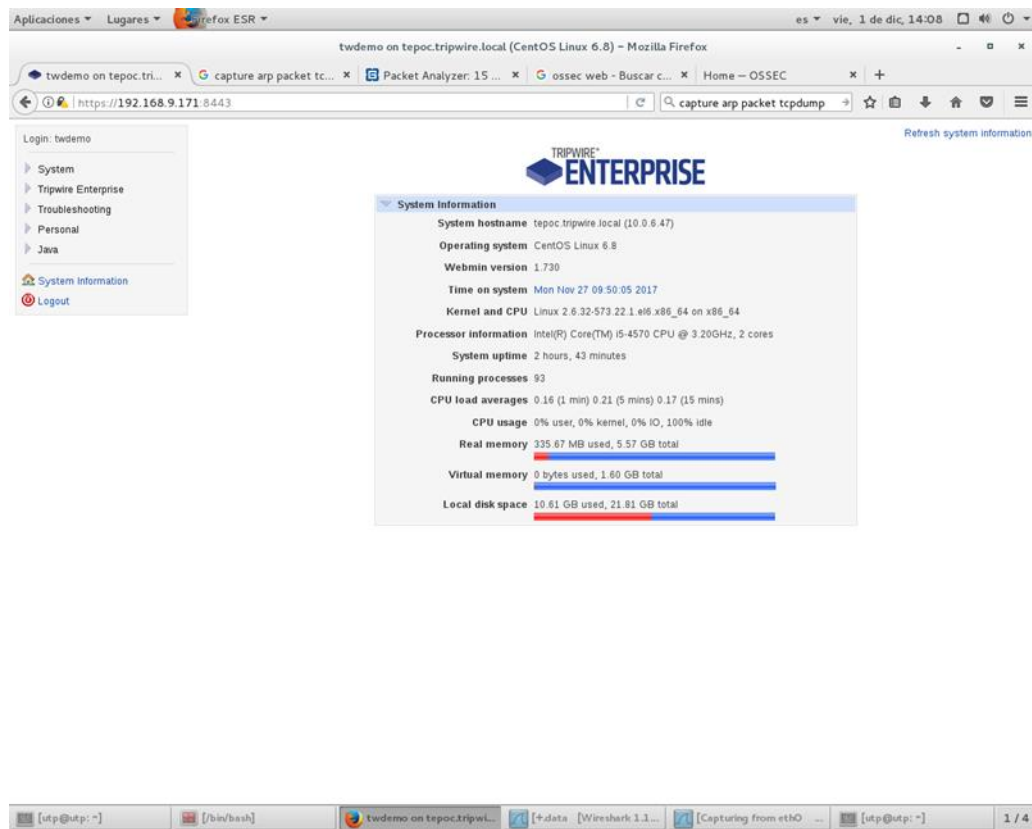 Aplicaciones Lugares Firefox ESR es vie, 1 de dic, 14:08
twdemo on tepoc.tripwire.local (CentOS Linux 6.8) – Mozilla Firefox
twdemo on tepoc.tri... G capture arp packet tc... Packet Analyzer: 15 ... G ossec web - Buscar c... Home — OSSEC
https://192.168.9.171:8443 capture arp packet tcpdump
Login: twdemo
System
Tripwire Enterprise
Troubleshooting
Personal
Java
System Information
Logout
Refresh system information
TRIPWIRE
ENTERPRISE
System Information
System hostname tepoc.tripwire.local (10.0.6.47)
Operating system CentOS Linux 6.8
Webmin version 1.730
Time on system Mon Nov 27 09:50:05 2017
Kernel and CPU Linux 2.6.32-573.22.1.el6.x86_64 on x86_64
Processor information Intel(R) Core(TM) i5-4570 CPU @ 3.20GHz, 2 cores
System uptime 2 hours, 43 minutes
Running processes 93
CPU load averages 0.16 (1 min) 0.21 (5 mins) 0.17 (15 mins)
CPU usage 0% user, 0% kernel, 0% IO, 100% idle
Real memory 335.67 MB used, 5.57 GB total
Virtual memory 0 bytes used, 1.60 GB total
Local disk space 10.61 GB used, 21.81 GB total
[utp@utp: ~] [/bin/bash] twdemo on tepoc.tripwi... [+.data [Wireshark 1.1... [Capturing from eth0 ... [utp@utp: ~] 1 / 4